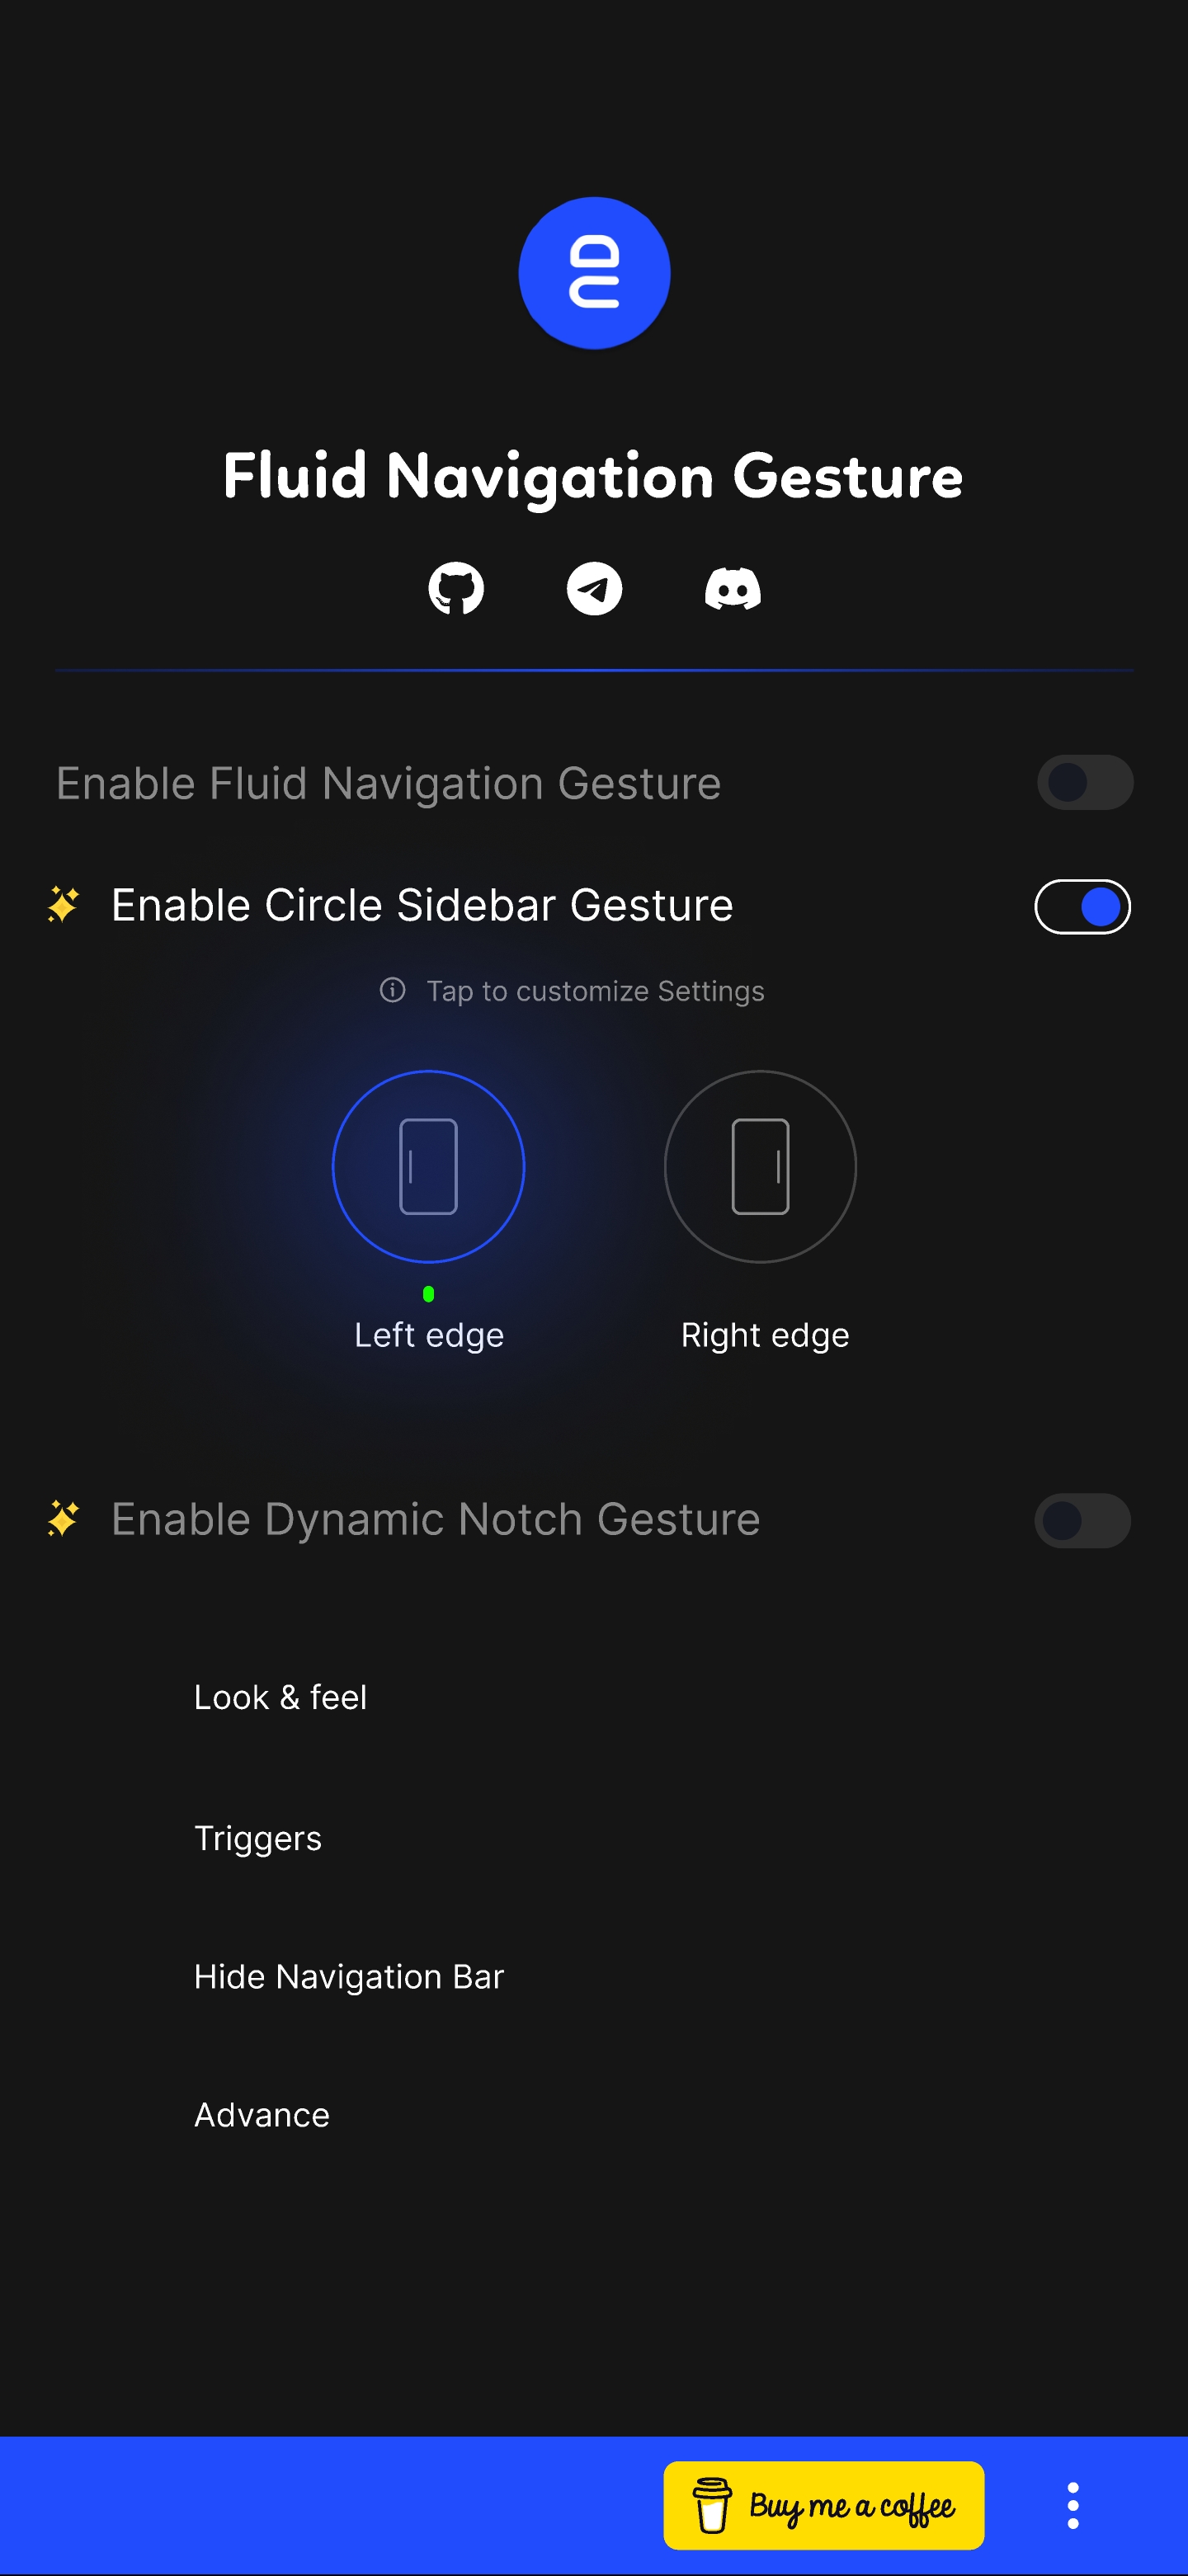 Fluid Navigation Gesture
Enable Fluid Navigation Gesture
Enable Circle Sidebar Gesture
Tap to customize Settings
Left edge
Right edge
Enable Dynamic Notch Gesture
Look & feel
Triggers
Hide Navigation Bar
Advance
Buy me a coffee